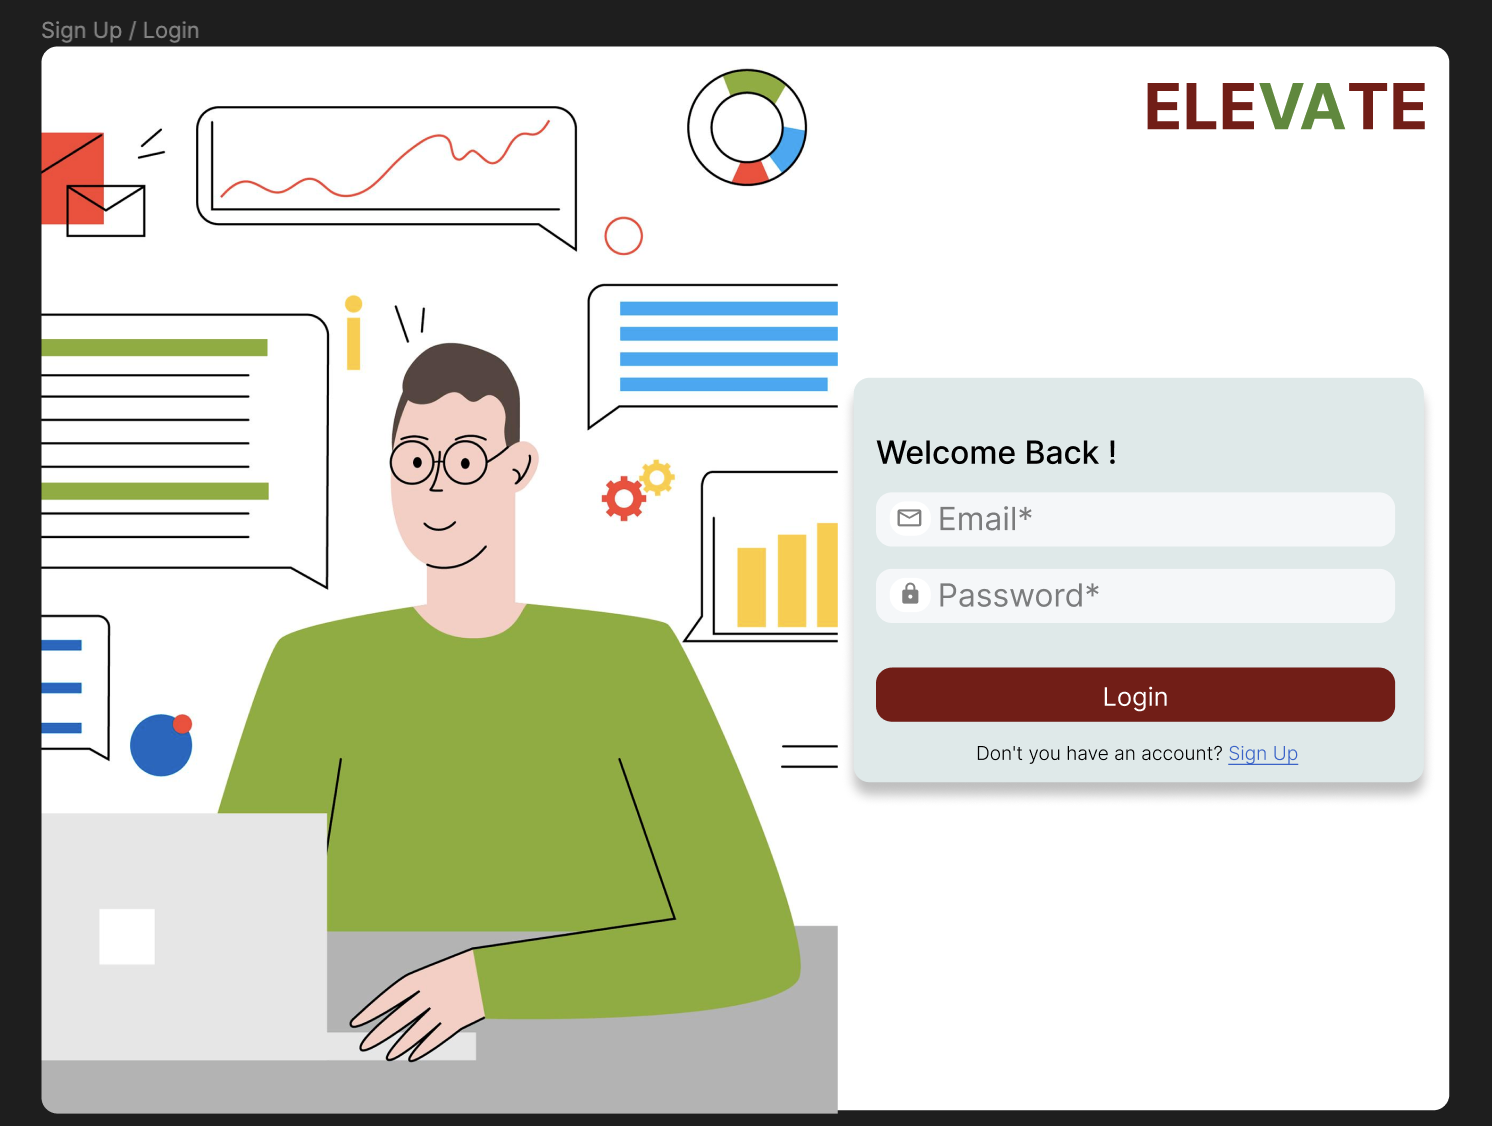 Sign Up / Login
ELEVATE
Welcome Back !
Email*
Password*
Login
Don't you have an account? Sign Up